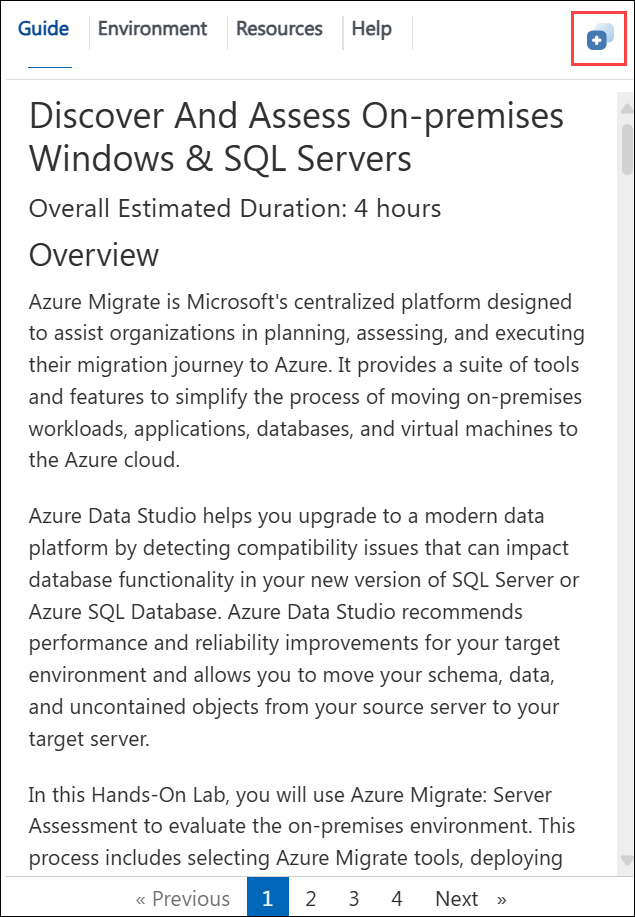 Guide Environment Resources Help
Discover And Assess On-premises
Windows & SQL Servers
Overall Estimated Duration: 4 hours
Overview
Azure Migrate is Microsoft's centralized platform designed
to assist organizations in planning, assessing, and executing
their migration journey to Azure. It provides a suite of tools
and features to simplify the process of moving on-premises
workloads, applications, databases, and virtual machines to
the Azure cloud.
Azure Data Studio helps you upgrade to a modern data
platform by detecting compatibility issues that can impact
database functionality in your new version of SQL Server or
Azure SQL Database. Azure Data Studio recommends
performance and reliability improvements for your target
environment and allows you to move your schema, data,
and uncontained objects from your source server to your
target server.
In this Hands-On Lab, you will use Azure Migrate: Server
Assessment to evaluate the on-premises environment. This
process includes selecting Azure Migrate tools, deploying
« Previous 1 2 3 4 Next »